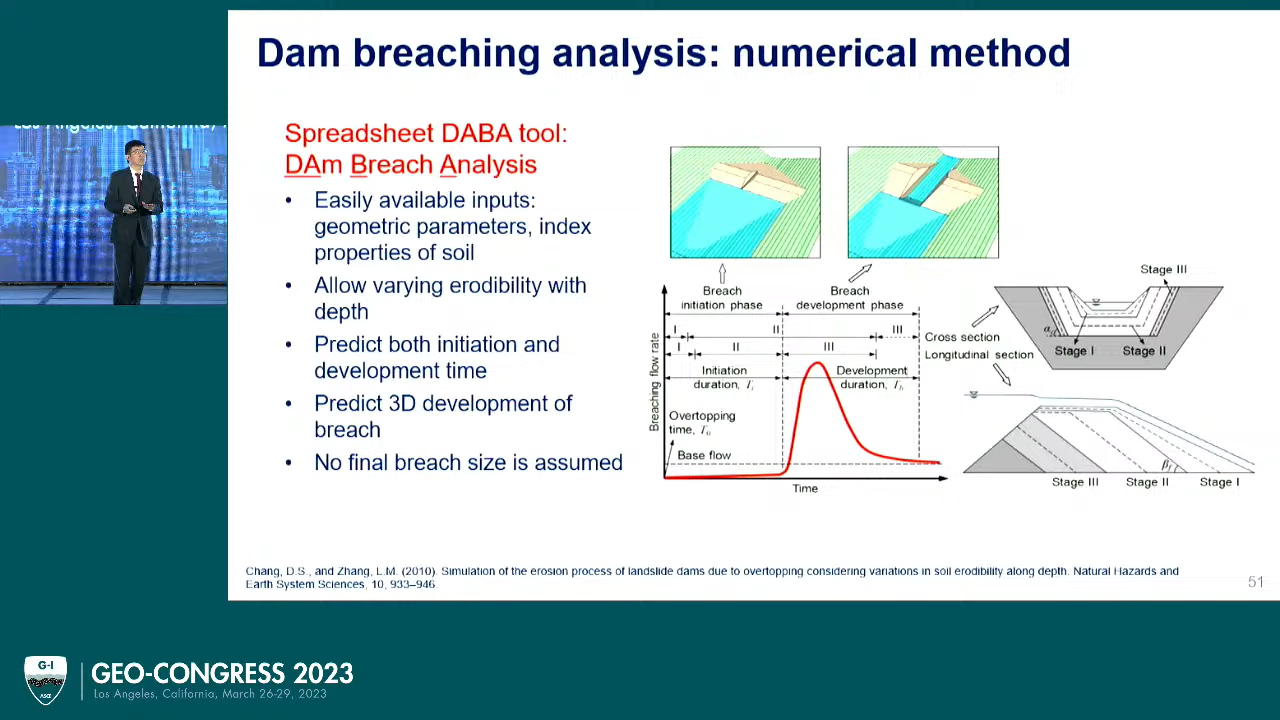 Dam breaching analysis: numerical method
Spreadsheet DABA tool:
DAm Breach Analysis
• Easily available inputs:
geometric parameters, index
properties of soil
• Allow varying erodibility with
depth
• Predict both initiation and
development time
• Predict 3D development of
breach
• No final breach size is assumed
Breach
initiation phase
Breach
development phase
I
II
III
I
II
III
Initiation
duration, Ti
Development
duration, Td
Overtopping
time, T0
Base flow
Breaching flow rate
Time
Stage III
Cross section
Longitudinal section
Stage I
Stage II
Stage III
Stage II
Stage I
Chang, D.S., and Zhang, L.M. (2010). Simulation of the erosion process of landslide dams due to overtopping considering variations in soil erodibility along depth. Natural Hazards and
Earth System Sciences, 10, 933–946.
51
G-I
ASCE
GEO-CONGRESS 2023
Los Angeles, California, March 26-29, 2023